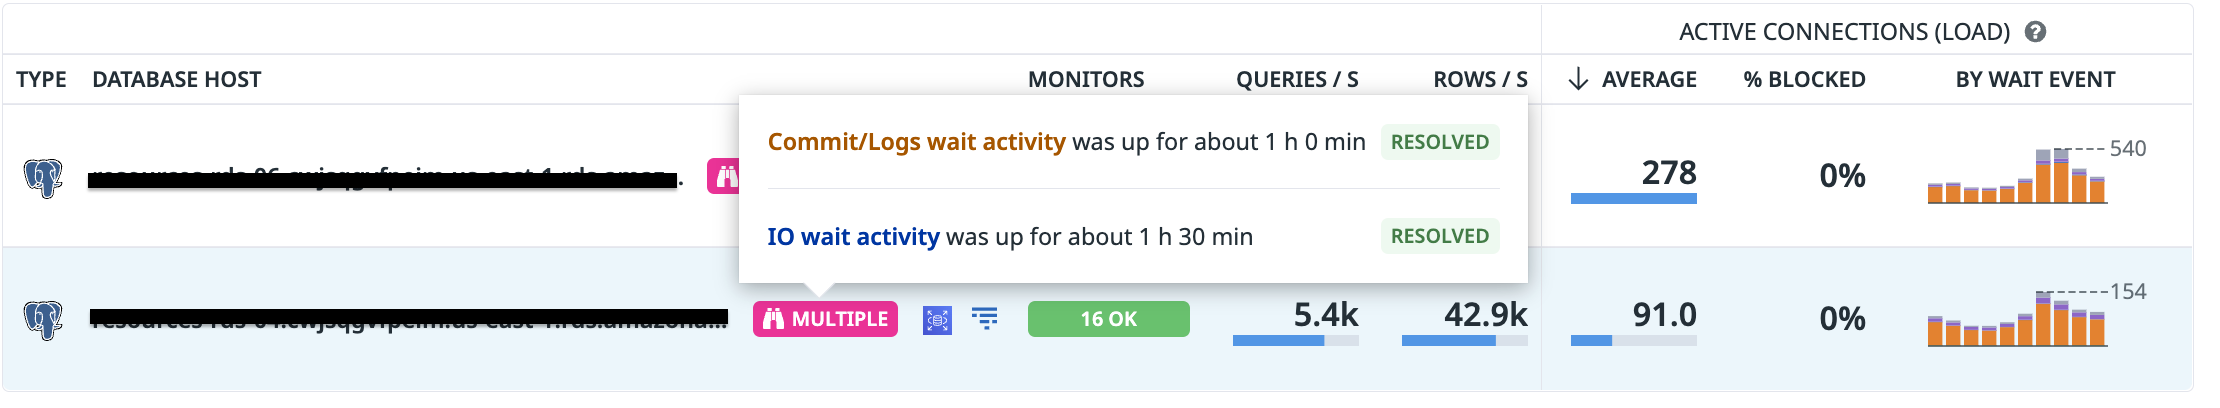 ACTIVE CONNECTIONS (LOAD) ?
TYPE DATABASE HOST MONITORS QUERIES / S ROWS / S ↓ AVERAGE % BLOCKED BY WAIT EVENT
Commit/Logs wait activity was up for about 1 h 0 min RESOLVED
278 0% 540
IO wait activity was up for about 1 h 30 min RESOLVED
MULTIPLE 16 OK 5.4k 42.9k 91.0 0% 154